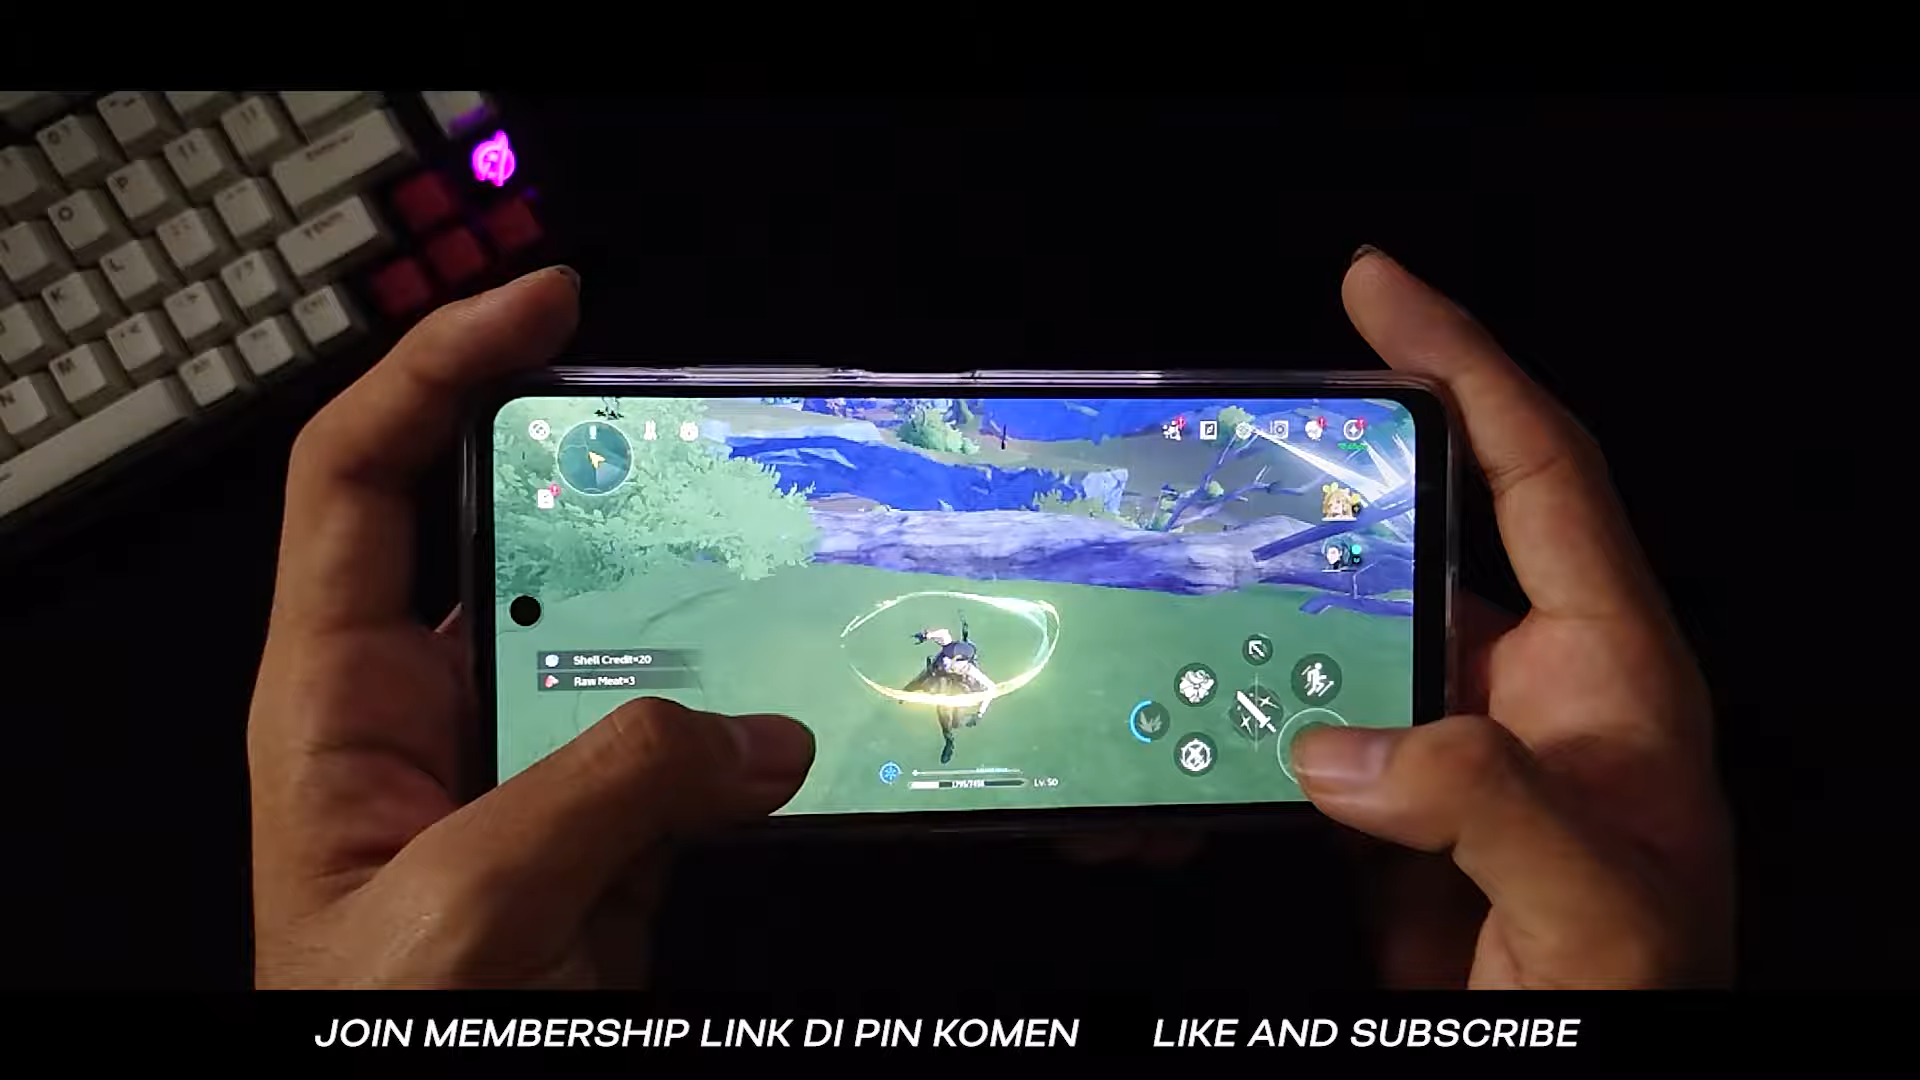 P
O
L
K
M
N
Shell Credit×20
Raw Meat×3
Lv. 50
JOIN MEMBERSHIP LINK DI PIN KOMEN LIKE AND SUBSCRIBE